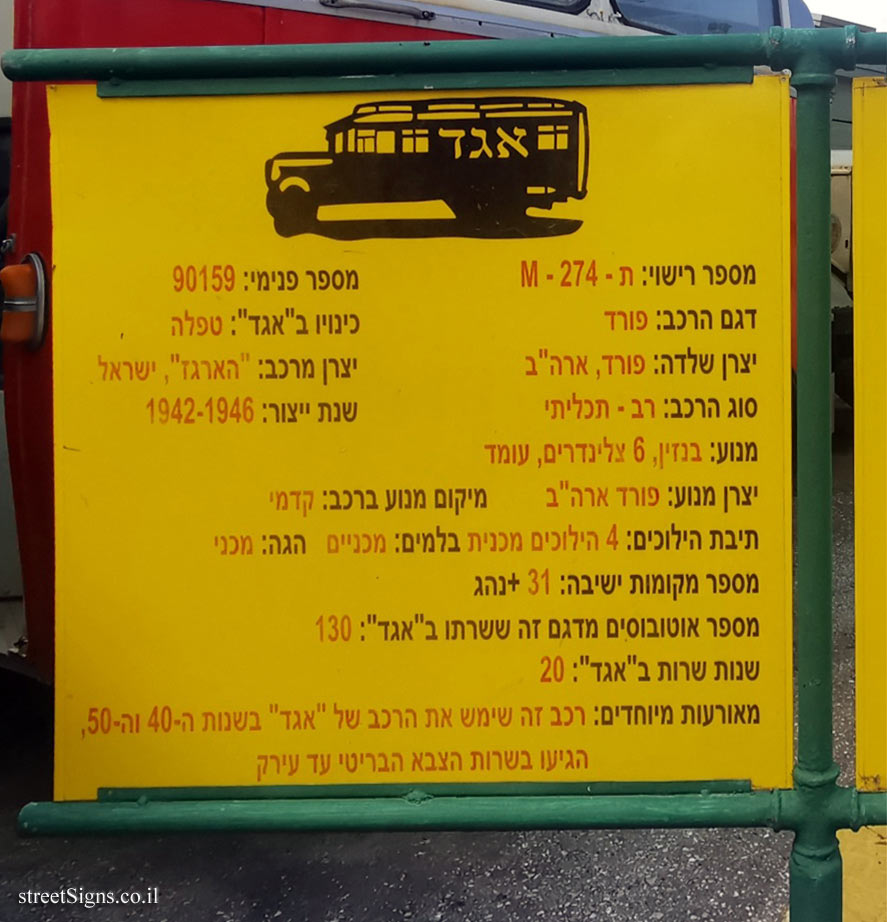 אגד
מספר רישוי: ת - 274 - M מספר פנימי: 90159
דגם הרכב: פורד כינויו ב"אגד": טפלה
יצרן שלדה: פורד, ארה"ב יצרן מרכב: "הארגז", ישראל
סוג הרכב: רב - תכליתי שנת ייצור: 1942-1946
מנוע: בנזין, 6 צלינדרים, עומד
יצרן מנוע: פורד ארה"ב מיקום מנוע ברכב: קדמי
תיבת הילוכים: 4 הילוכים מכנית בלמים: מכניים הגה: מכני
מספר מקומות ישיבה: 31 +נהג
מספר אוטובוסים מדגם זה ששרתו ב"אגד": 130
שנות שרות ב"אגד": 20
מאורעות מיוחדים: רכב זה שימש את הרכב של "אגד" בשנות ה-40 וה-50,
הגיעו בשרות הצבא הבריטי עד עירק
streetSigns.co.il